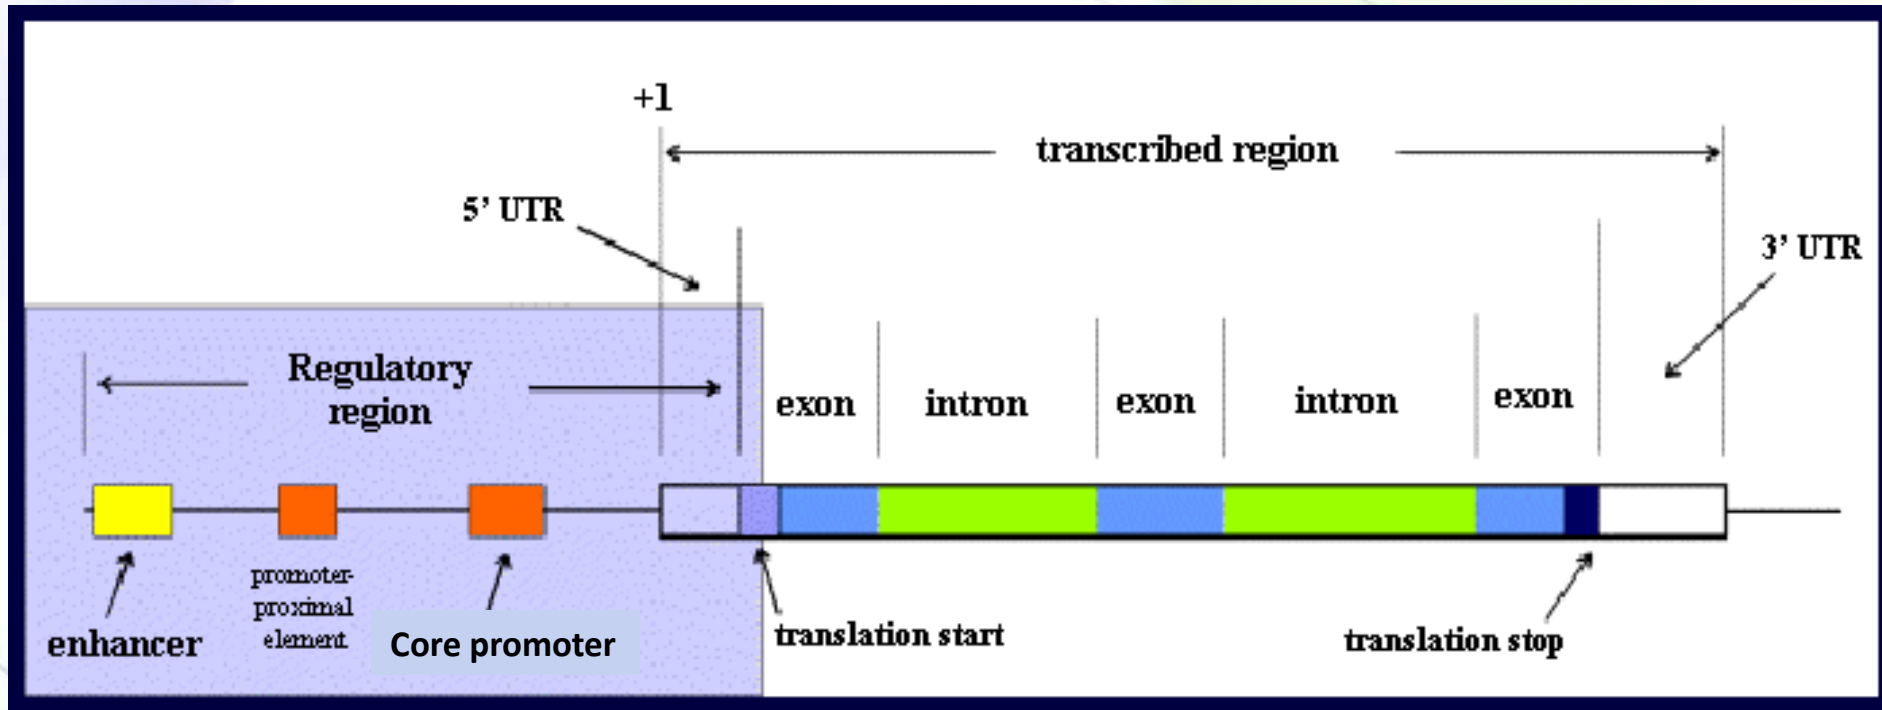 +1
transcribed region
5’ UTR
3’ UTR
Regulatory
region
exon
intron
exon
intron
exon
promoter-
proximal
element
enhancer
Core promoter
translation start
translation stop